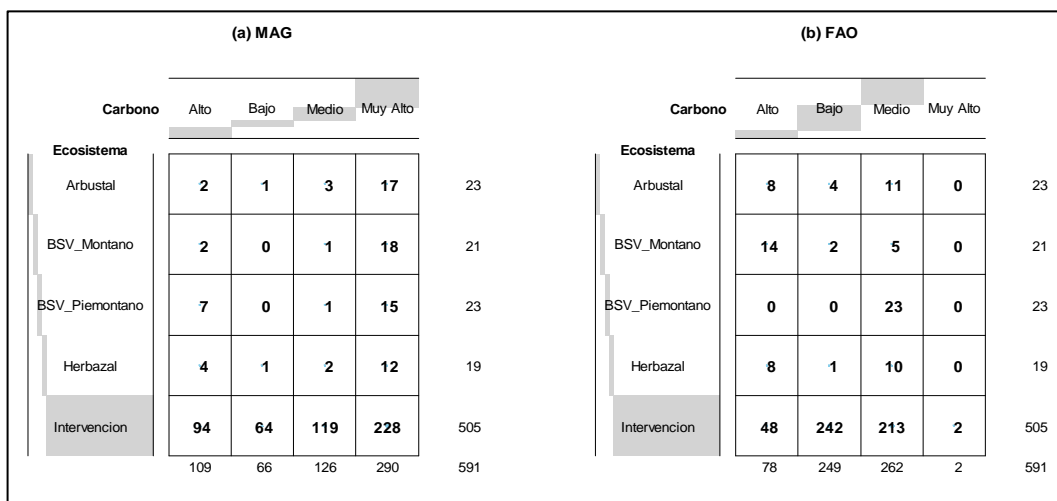 (a) MAG
Carbono Alto Bajo Medio Muy Alto
Ecosistema
Arbustal 2 1 3 17 23
BSV_Montano 2 0 1 18 21
BSV_Piemontano 7 0 1 15 23
Herbazal 4 1 2 12 19
Intervencion 94 64 119 228 505
109 66 126 290 591
(b) FAO
Carbono Alto Bajo Medio Muy Alto
Ecosistema
Arbustal 8 4 11 0 23
BSV_Montano 14 2 5 0 21
BSV_Piemontano 0 0 23 0 23
Herbazal 8 1 10 0 19
Intervencion 48 242 213 2 505
78 249 262 2 591